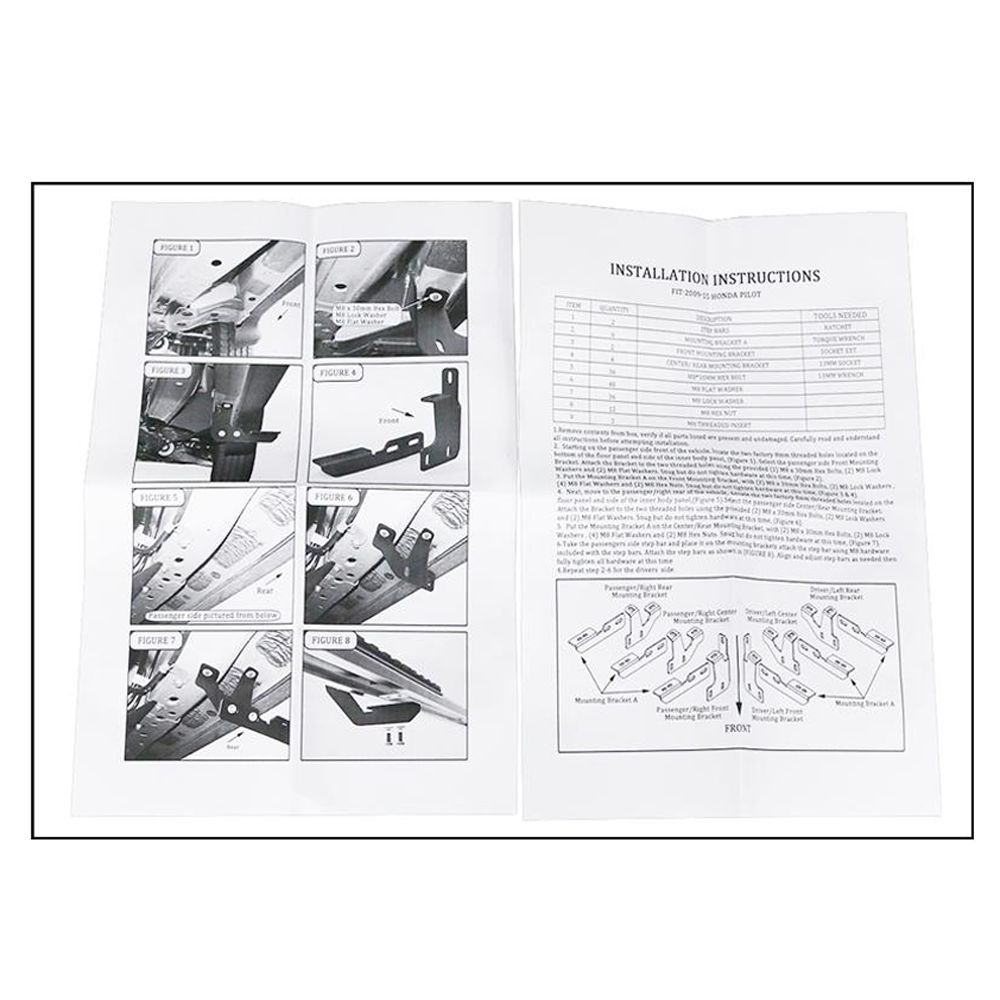 FIGURE 1
Front
FIGURE 2
M8 x 30mm Hex Bolt
M8 Lock Washer
M8 Flat Washer
FIGURE 3
FIGURE 4
Front
FIGURE 5
Rear
Passenger side pictured from below
FIGURE 6
FIGURE 7
Rear
FIGURE 8
INSTALLATION INSTRUCTIONS
FIT-2009-15 HONDA PILOT
ITEM QUANTITY DESCRIPTION TOOLS NEEDED
1 2 STEP BARS RATCHET
2 MOUNTING BRACKET A TORQUE WRENCH
FRONT MOUNTING BRACKET SOCKET EXT.
4 CENTER/ REAR MOUNTING BRACKET 13MM SOCKET
5 36 M8*30MM HEX BOLT 13MM WRENCH
6 M8 FLAT WASHER
7 36 M8 LOCK WASHER
8 12 M8 HEX NUT
M8 THREADED INSERT
1.Remove contents from box, verify if all parts listed are present and undamaged. Carefully read and understand
all instructions before attempting installation.
2. Starting on the passenger side front of the vehicle, locate the two factory 8mm threaded holes located on the
bottom of the floor panel and side of the inner body panel, (Figure 1). Select the passenger side Front Mounting
Bracket. Attach the Bracket to the two threaded holes using the provided (2) M8 x 30mm Hex Bolts, (2) M8 Lock
Washers and (2) M8 Flat Washers. Snug but do not tighten hardware at this time, (Figure 2).
3. Put the Mounting Bracket A on the Front Mounting Bracket, with (2) M8 x 30mm Hex Bolts, (2) M8 Lock Washers ,
(4) M8 Flat Washers and (2) M8 Hex Nuts. Snug but do not tighten hardware at this time, (Figure 3 & 4).
4. Next, move to the passenger/right rear of the vehicle, locate the two factory 8mm threaded holes located on the
floor panel and side of the inner body panel,(Figure 5).Select the passenger side Center/Rear Mounting Bracket.
Attach the Bracket to the two threaded holes using the provided (2) M8 x 30mm Hex Bolts, (2) M8 Lock Washers
and (2) M8 Flat Washers. Snug but do not tighten hardware at this time, (Figure 6).
5. Put the Mounting Bracket A on the Center/Rear Mounting Bracket, with (2) M8 x 30mm Hex Bolts, (2) M8 Lock
Washers , (4) M8 Flat Washers and (2) M8 Hex Nuts. Snug but do not tighten hardware at this time, (Figure 7).
6.Take the passengers side step bar and place it on the mounting brackets attach the step bar using M8 hardware
included with the step bars. Attach the step bars as shown in (FIGURE 8). Align and adjust step bars as needed then
fully tighten all hardware at this time
Repeat step 2-6 for the drivers side.
Passenger/Right Rear
Mounting Bracket
Driver/Left Rear
Mounting Bracket
Passenger/Right Center
Mounting Bracket
Driver/Left Center
Mounting Bracket
Mounting Bracket A
Passenger/Right Front
Mounting Bracket
Driver/Left Front
Mounting Bracket
Mounting Bracket A
FRONT